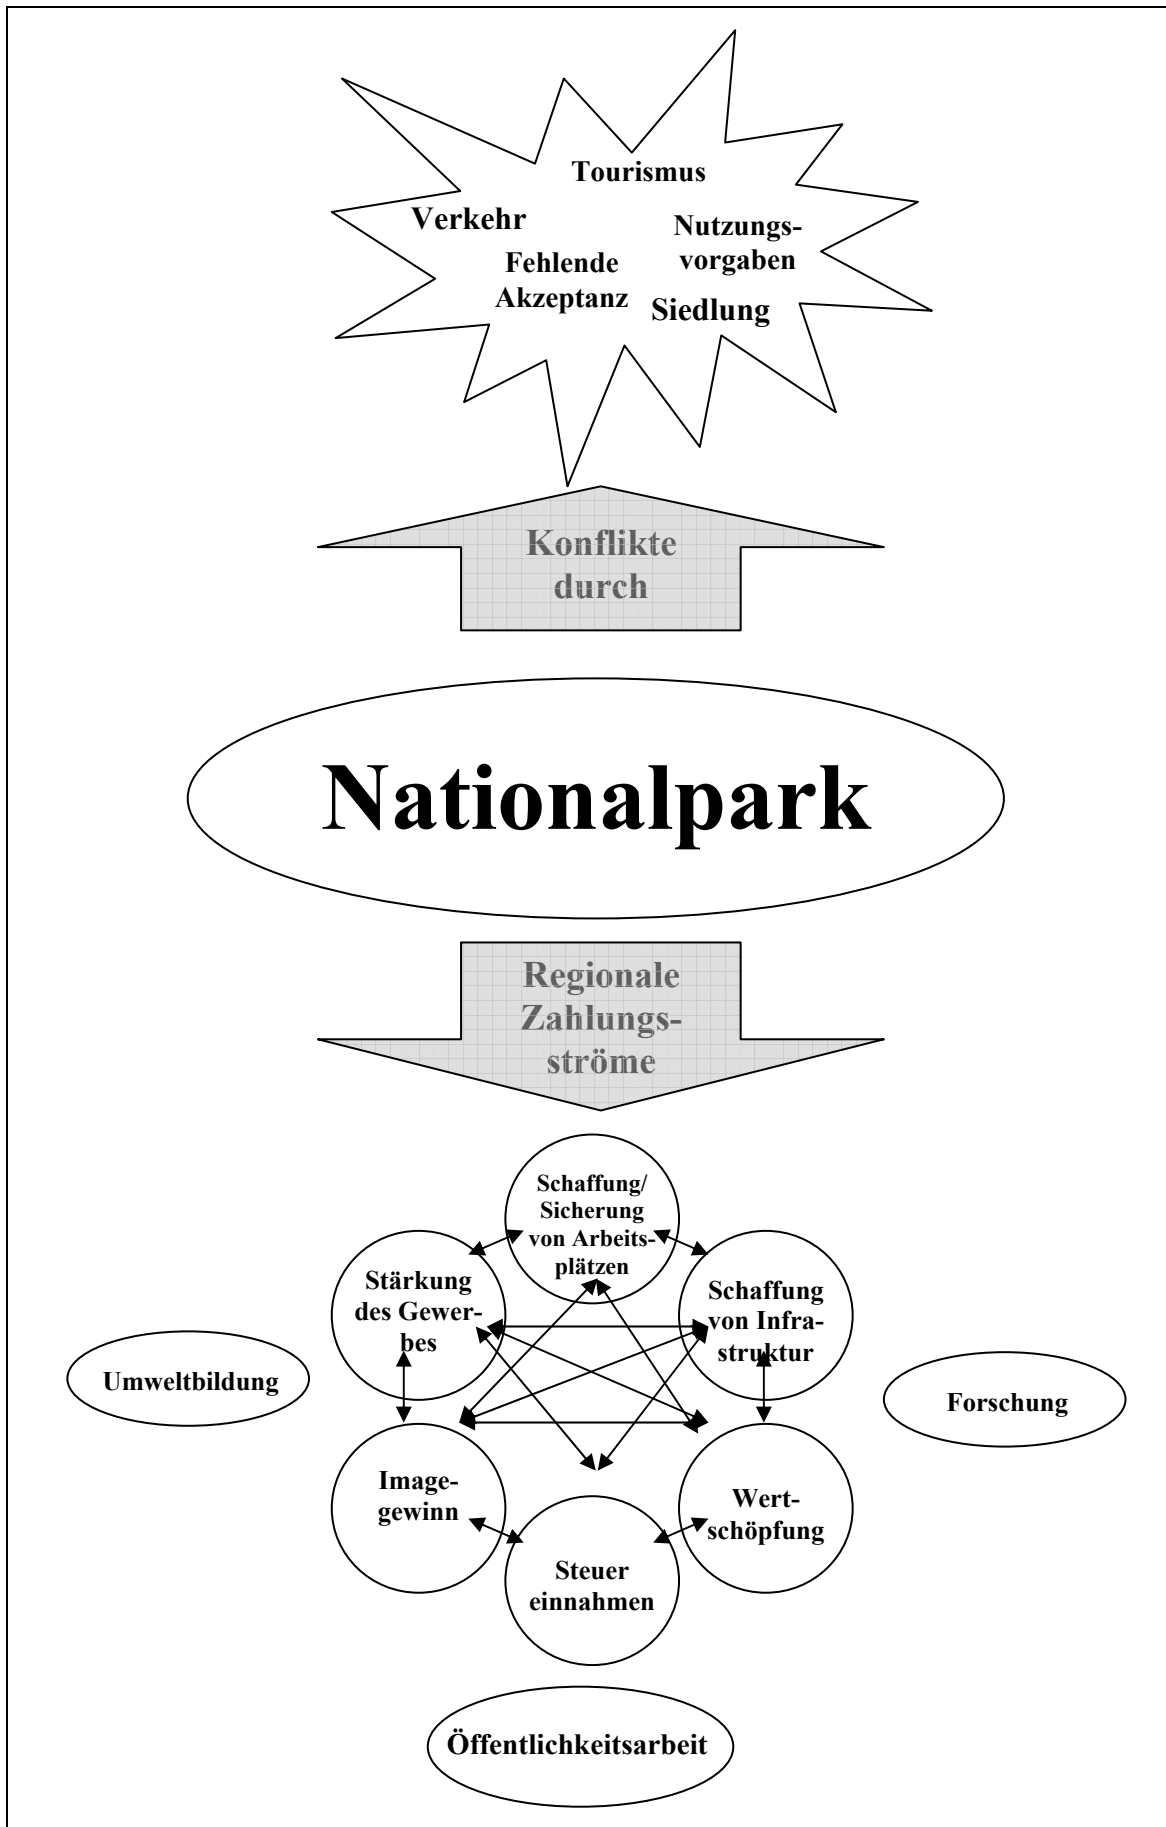 Tourismus
Verkehr
Nutzungs-
vorgaben
Fehlende
Akzeptanz
Siedlung
Konflikte
durch
Nationalpark
Regionale
Zahlungs-
ströme
Schaffung/
Sicherung
von Arbeits-
plätzen
Stärkung
des Gewer-
bes
Schaffung
von Infra-
struktur
Umweltbildung
Forschung
Image-
gewinn
Wert-
schöpfung
Steuer
einnahmen
Öffentlichkeitsarbeit